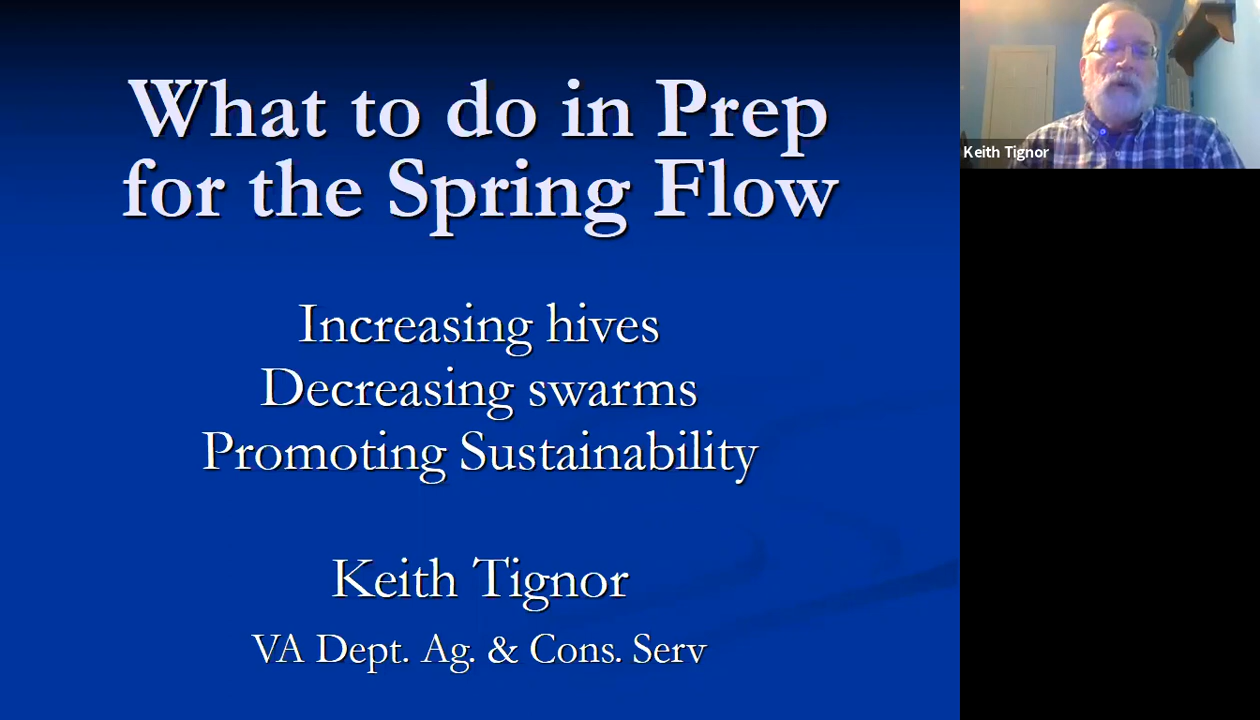 What to do in Prep
for the Spring Flow
Increasing hives
Decreasing swarms
Promoting Sustainability
Keith Tignor
VA Dept. Ag. & Cons. Serv
Keith Tignor